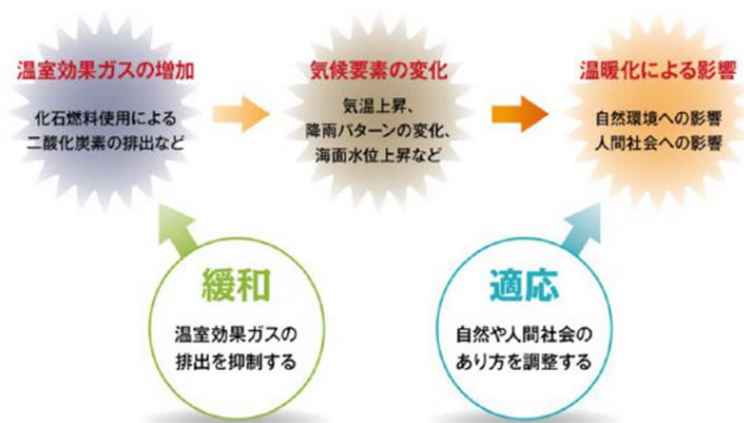 温室効果ガスの増加
化石燃料使用による
二酸化炭素の排出など
気候要素の変化
気温上昇、
降雨パターンの変化、
海面水位上昇など
温暖化による影響
自然環境への影響
人間社会への影響
緩和
温室効果ガスの
排出を抑制する
適応
自然や人間社会の
あり方を調整する